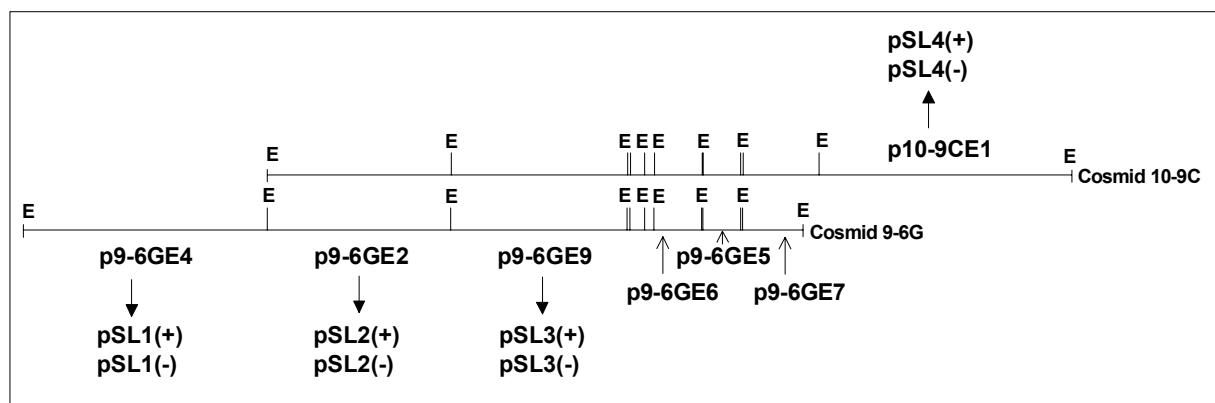 pSL4(+)
pSL4(-)
p10-9CE1
E E E E E E E E E
Cosmid 10-9C
E E E E E E E E E
Cosmid 9-6G
p9-6GE4 p9-6GE2 p9-6GE9 p9-6GE5
p9-6GE6 p9-6GE7
pSL1(+) pSL2(+) pSL3(+)
pSL1(-) pSL2(-) pSL3(-)